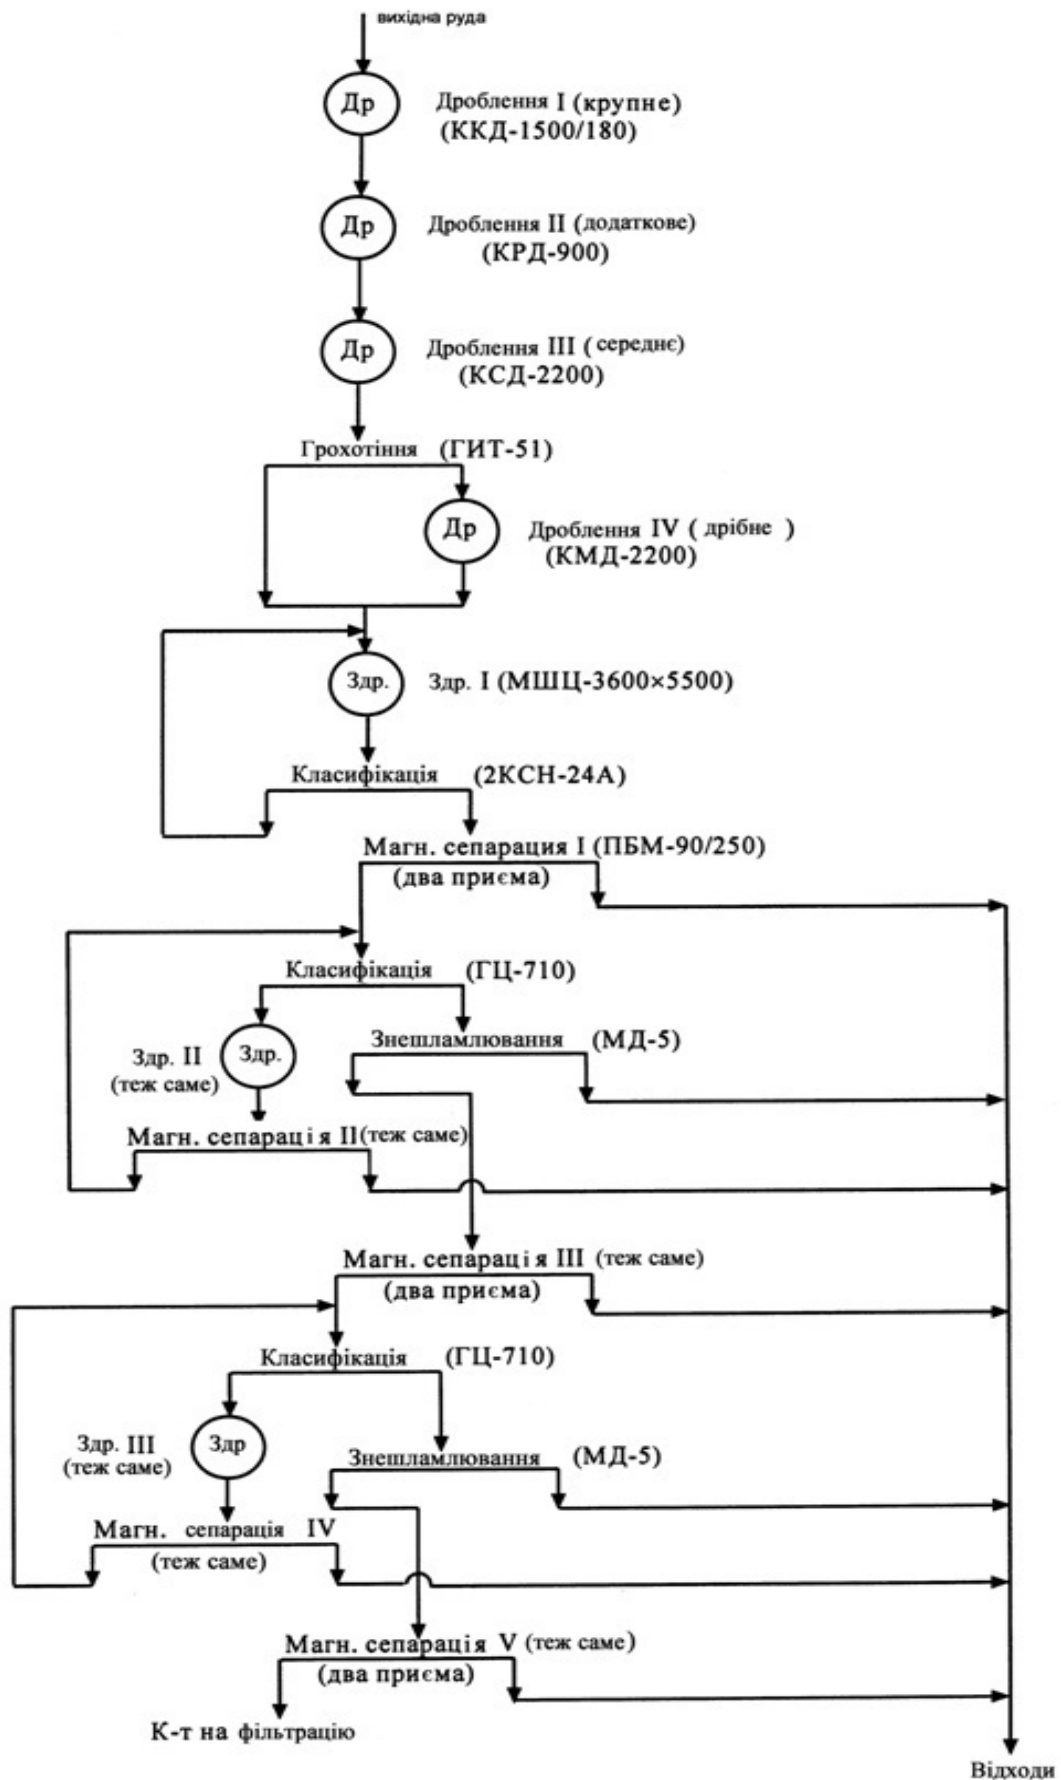 вихідна руда
Др
Дроблення I (крупне)
(ККД-1500/180)
Др
Дроблення II (додаткове)
(КРД-900)
Др
Дроблення III ( середнє)
(КСД-2200)
Грохотіння (ГИТ-51)
Др
Дроблення IV ( дрібне )
(КМД-2200)
Здр.
Здр. I (МШЦ-3600×5500)
Класифікація (2КСН-24А)
Магн. сепарация I (ПБМ-90/250)
(два приєма)
Класифікація (ГЦ-710)
Знешламлювання (МД-5)
Здр. II
(теж саме)
Здр.
Магн. сепарація II (теж саме)
Магн. сепарація III (теж саме)
(два приєма)
Класифікація (ГЦ-710)
Здр. III
(теж саме)
Здр
Знешламлювання (МД-5)
Магн. сепарація IV
(теж саме)
Магн. сепарація V (теж саме)
(два приєма)
К-т на фільтрацію
Відходи